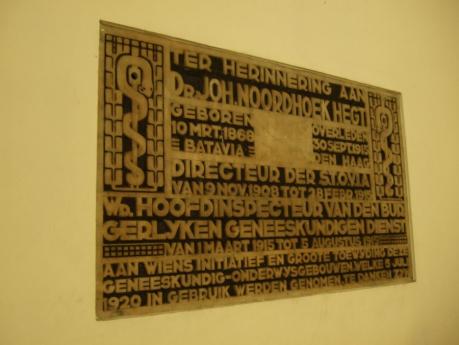 TER HERINNERING AAN
DR. JOH. NOORDHOEK HEGT
GEBOREN OVERLEDEN
10 MRT. 1868 30 SEPT.
BATAVIA DEN HAAG
DIRECTEUR DER STOVIA
VAN 9 NOV. 1908 TOT 28 FEBR.
WD. HOOFDINSPECTEUR VAN DEN BUR
GERLYKEN GENEESKUNDIGEN DIENST
VAN 1 MAART 1915 TOT 5 AUGUSTUS
AAN WIENS INITIATIEF EN GROOTE TOEWYDING DEZE
GENEESKUNDIG-ONDERWYSGEBOUWEN, WELKE JULI
1920 IN GEBRUIK WERDEN GENOMEN, TE DANKEN ZYN